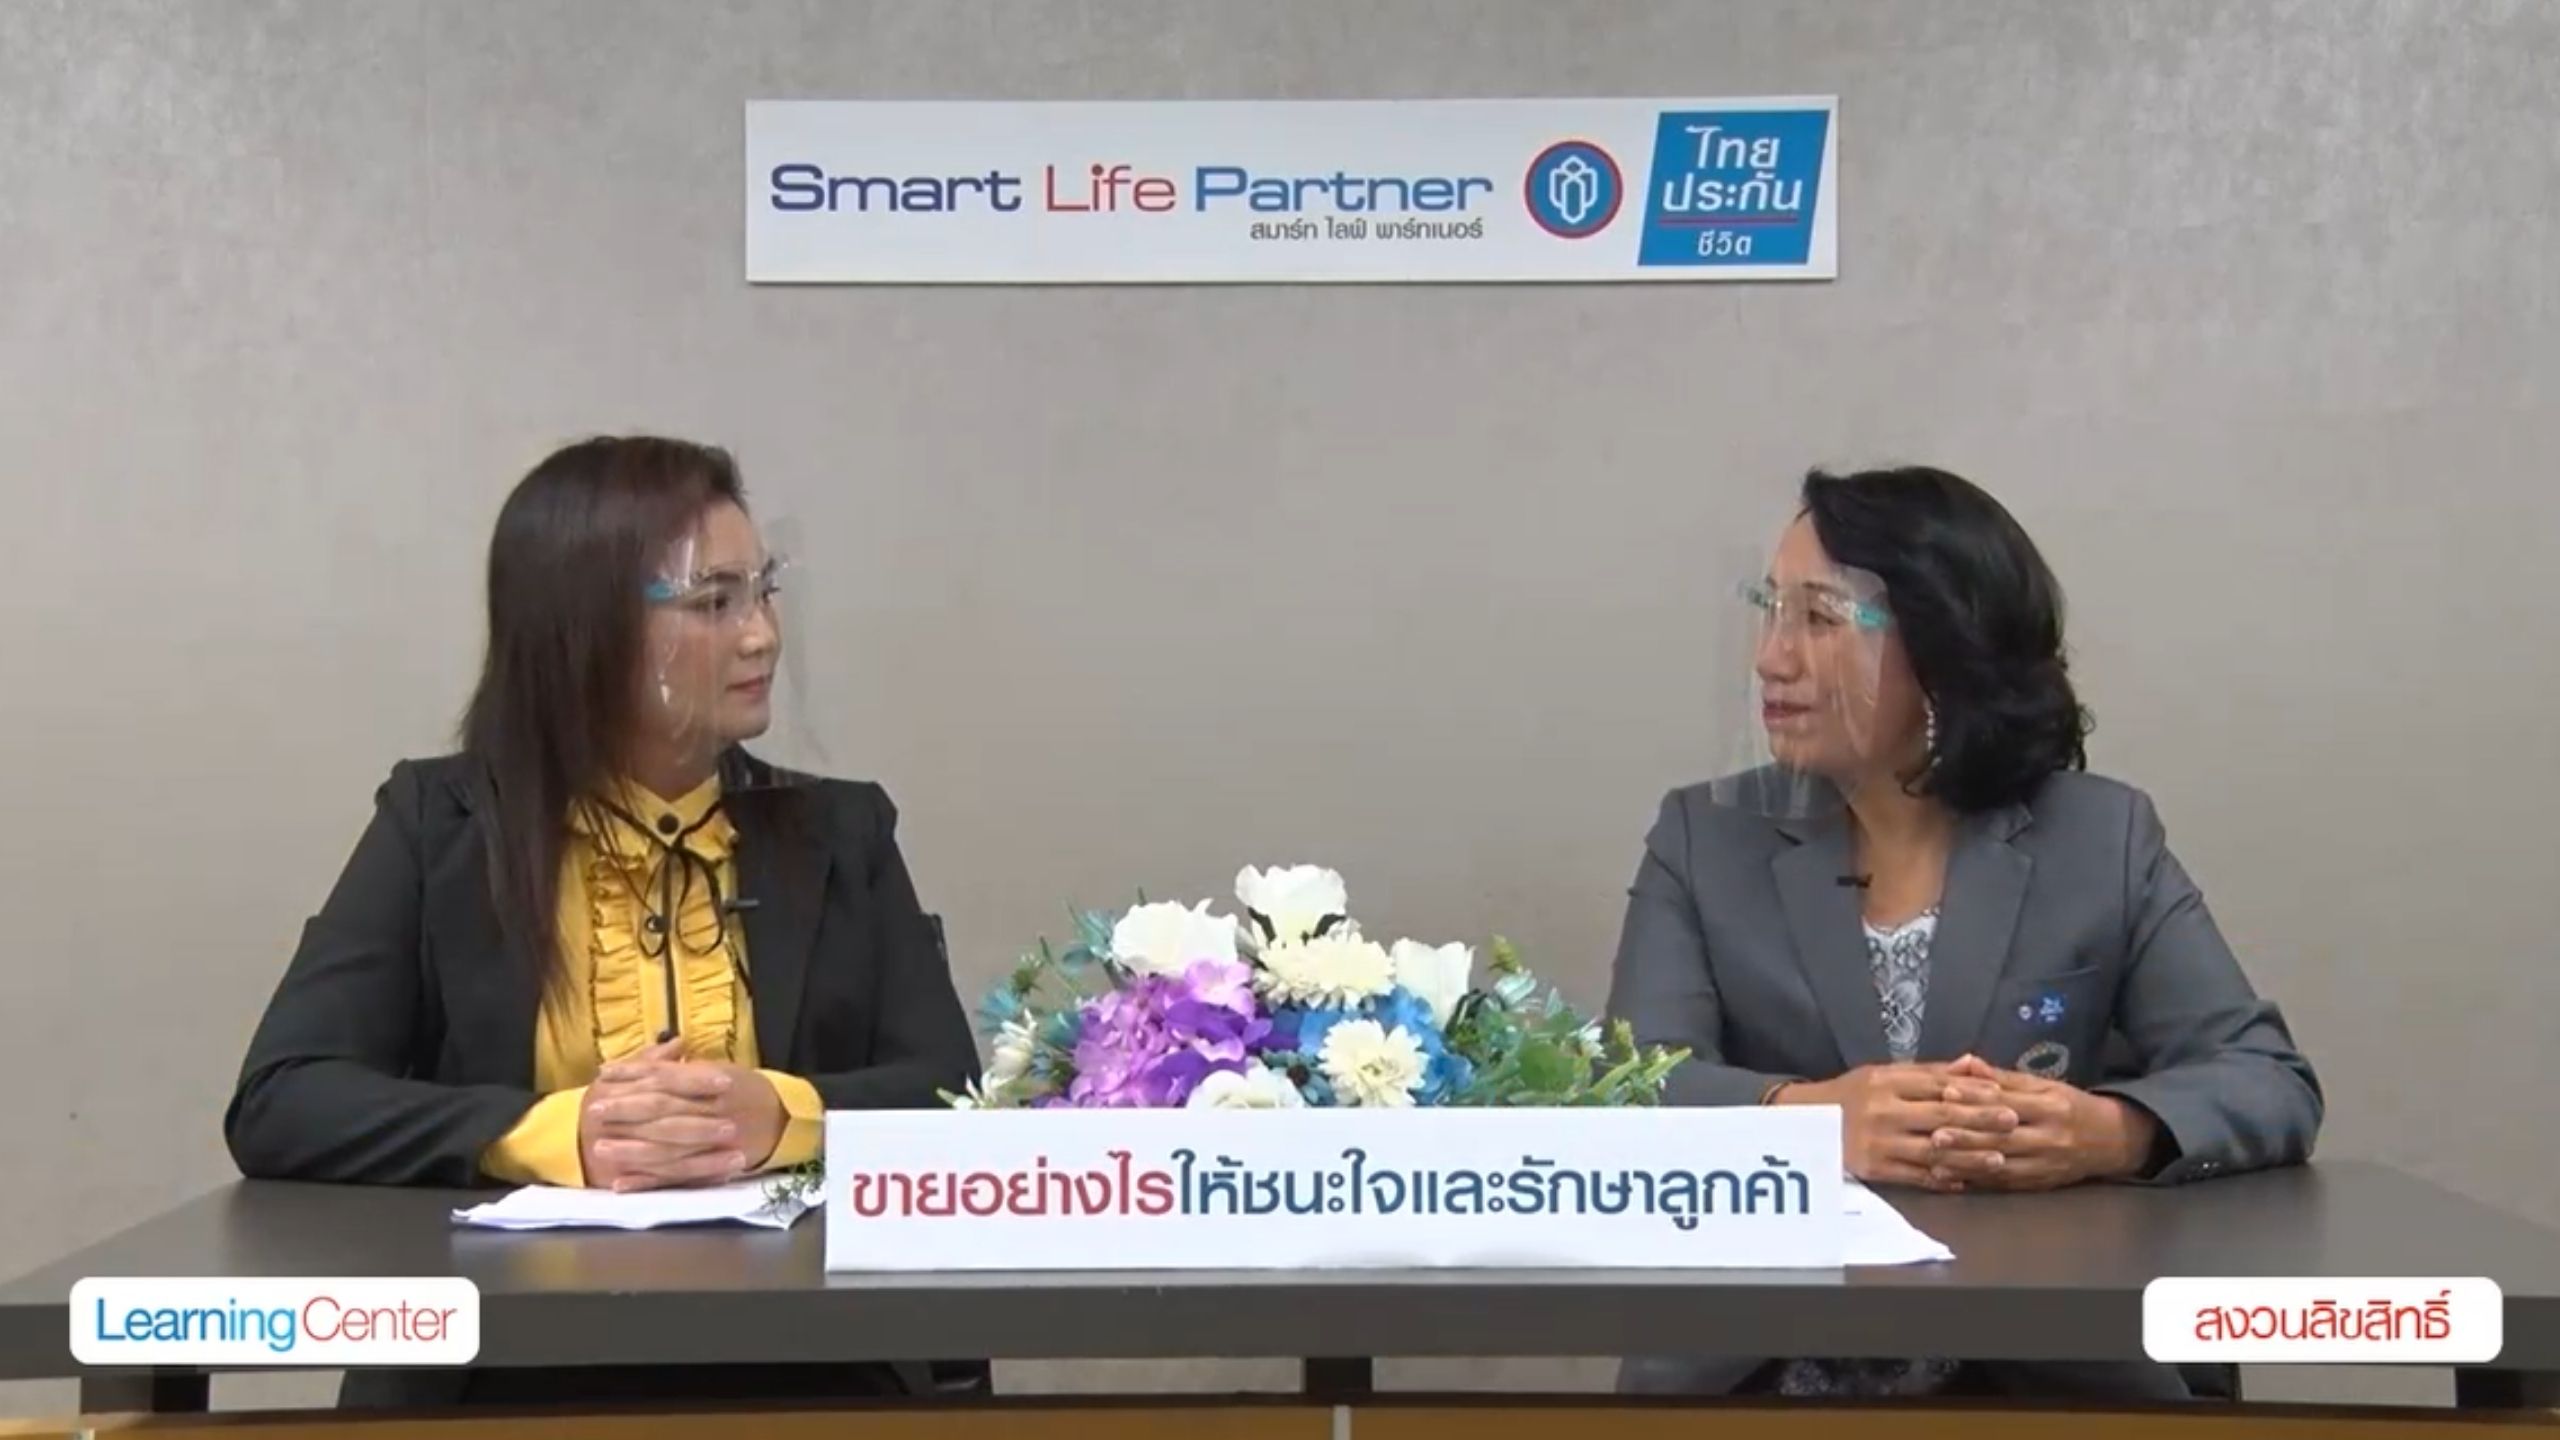 Smart Life Partner
สมาร์ท ไลฟ์ พาร์ทเนอร์
ไทย
ประกัน
ชีวิต
ขายอย่างไรให้ชนะใจและรักษาลูกค้า
LearningCenter
สงวนลิขสิทธิ์